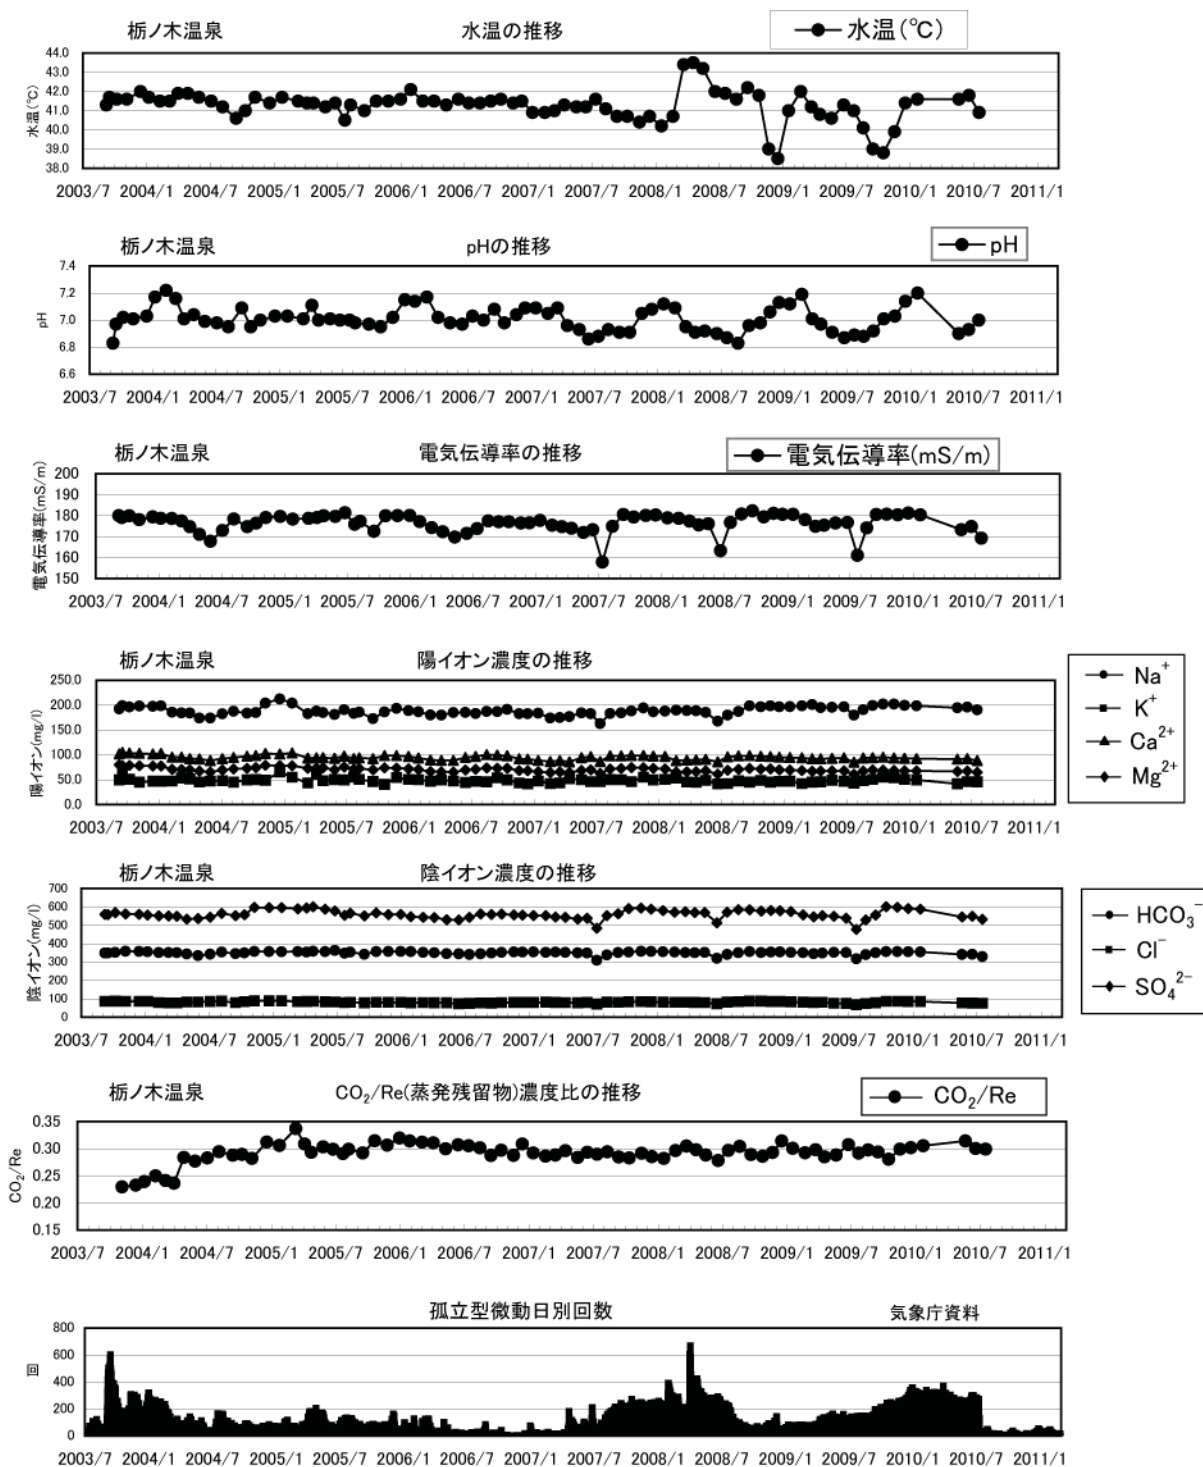 栃ノ木温泉 水温の推移 水温(℃)
44.0
43.0
42.0
41.0
40.0
39.0
38.0
水温(℃)
2003/7 2004/1 2004/7 2005/1 2005/7 2006/1 2006/7 2007/1 2007/7 2008/1 2008/7 2009/1 2009/7 2010/1 2010/7 2011/1
栃ノ木温泉 pHの推移 pH
7.4
7.2
7.0
6.8
6.6
pH
2003/7 2004/1 2004/7 2005/1 2005/7 2006/1 2006/7 2007/1 2007/7 2008/1 2008/7 2009/1 2009/7 2010/1 2010/7 2011/1
栃ノ木温泉 電気伝導率の推移 電気伝導率(mS/m)
200
190
180
170
160
150
電気伝導率(mS/m)
2003/7 2004/1 2004/7 2005/1 2005/7 2006/1 2006/7 2007/1 2007/7 2008/1 2008/7 2009/1 2009/7 2010/1 2010/7 2011/1
栃ノ木温泉 陽イオン濃度の推移
250.0
200.0
150.0
100.0
50.0
0.0
陽イオン(mg/l)
2003/7 2004/1 2004/7 2005/1 2005/7 2006/1 2006/7 2007/1 2007/7 2008/1 2008/7 2009/1 2009/7 2010/1 2010/7 2011/1
Na⁺
K⁺
Ca²⁺
Mg²⁺
栃ノ木温泉 陰イオン濃度の推移
700
600
500
400
300
200
100
0
陰イオン(mg/l)
2003/7 2004/1 2004/7 2005/1 2005/7 2006/1 2006/7 2007/1 2007/7 2008/1 2008/7 2009/1 2009/7 2010/1 2010/7 2011/1
HCO₃⁻
Cl⁻
SO₄²⁻
栃ノ木温泉 CO₂/Re(蒸発残留物)濃度比の推移 CO₂/Re
0.35
0.30
0.25
0.20
0.15
CO₂/Re
2003/7 2004/1 2004/7 2005/1 2005/7 2006/1 2006/7 2007/1 2007/7 2008/1 2008/7 2009/1 2009/7 2010/1 2010/7 2011/1
孤立型微動日別回数 気象庁資料
800
600
400
200
0
回
2003/7 2004/1 2004/7 2005/1 2005/7 2006/1 2006/7 2007/1 2007/7 2008/1 2008/7 2009/1 2009/7 2010/1 2010/7 2011/1